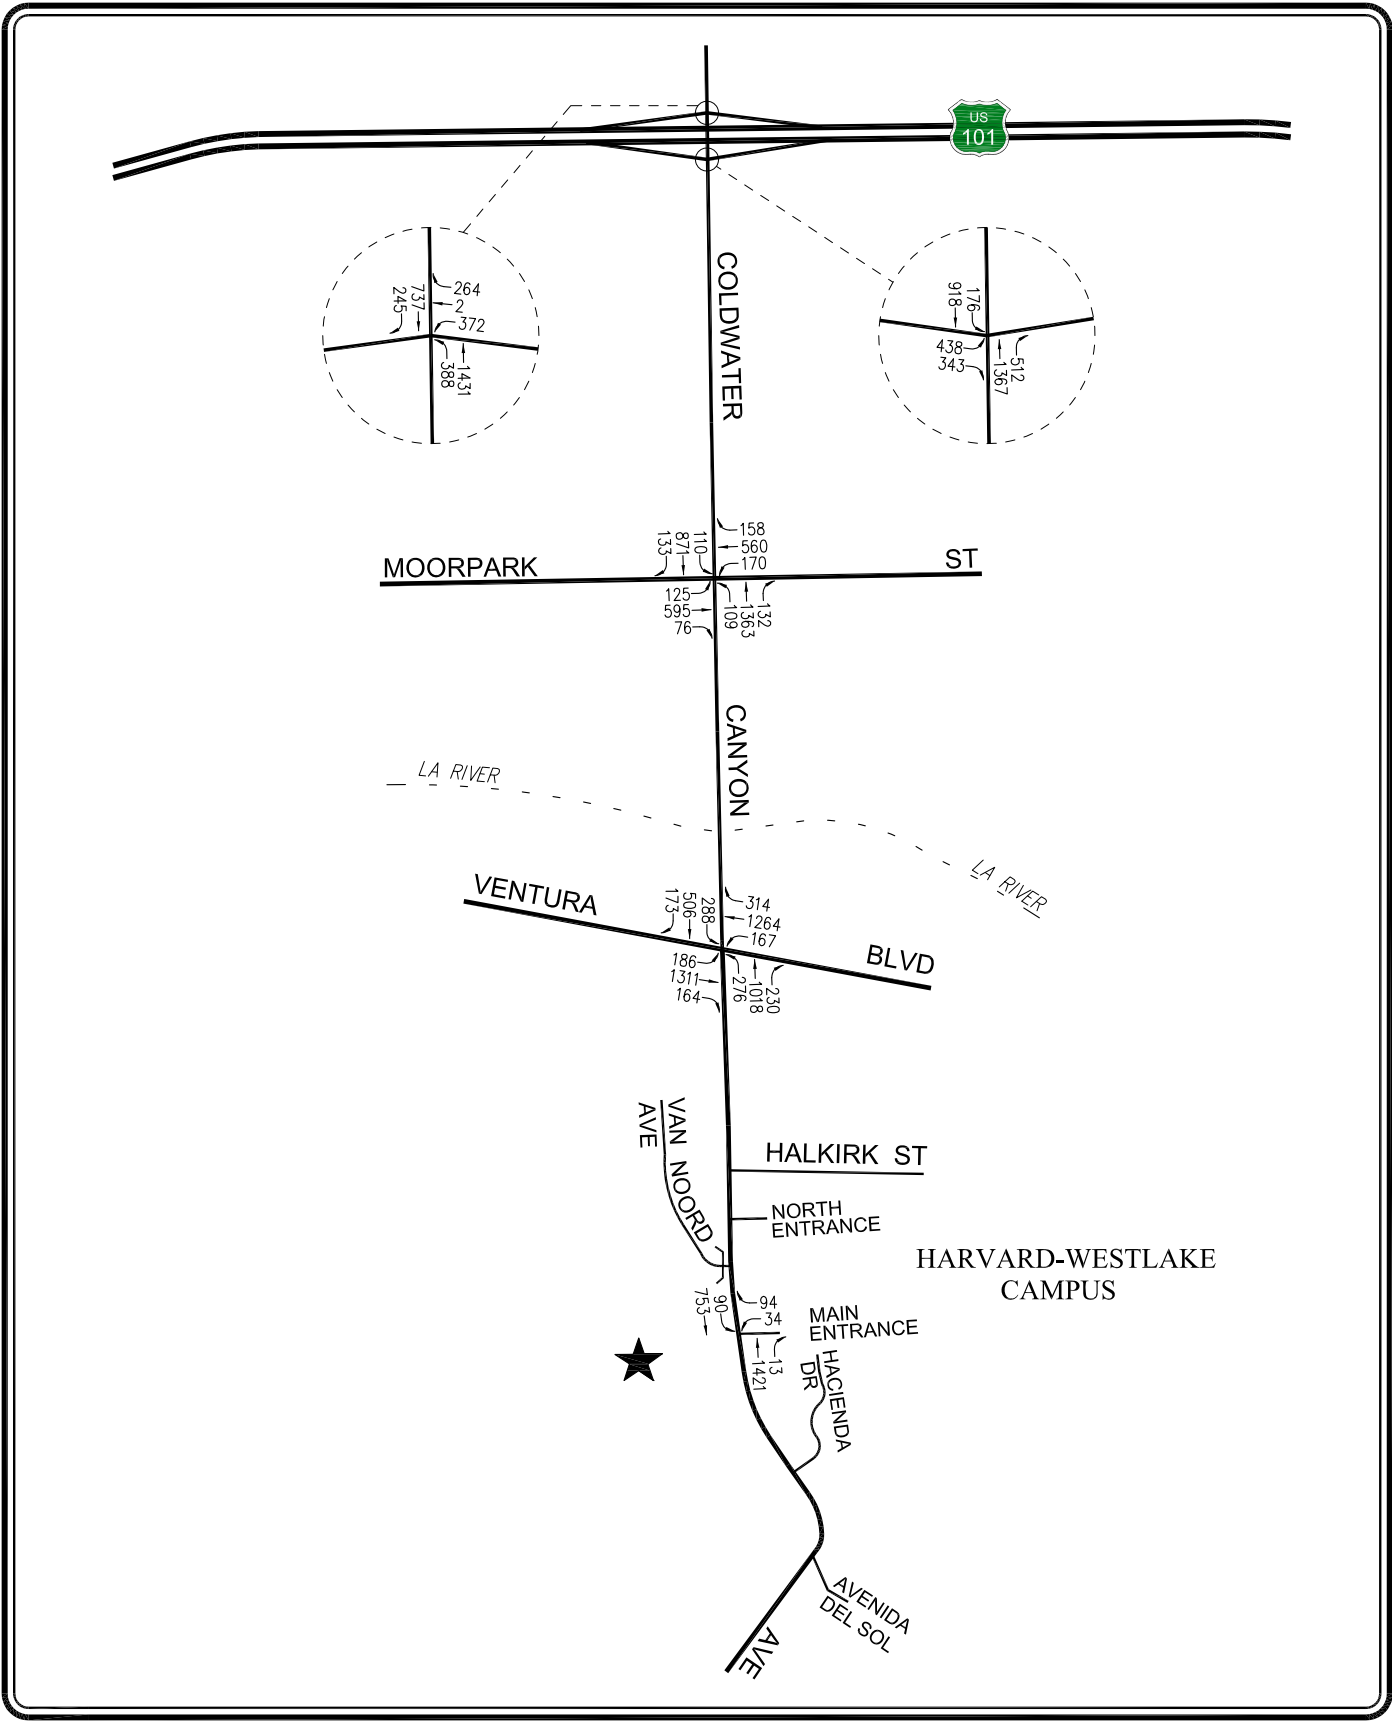 US
101
COLDWATER
264
2
372
737
245
1431
388
176
918
438
343
512
1367
158
560
170
110
871
133
MOORPARK
ST
125
595
76
132
1363
109
CANYON
LA RIVER
LA RIVER
VENTURA
BLVD
314
1264
167
288
506
173
186
1311
164
230
1018
276
VAN NOORD
AVE
HALKIRK ST
NORTH
ENTRANCE
HARVARD-WESTLAKE
CAMPUS
94
34
90
753
13
1421
MAIN
ENTRANCE
HACIENDA
DR
AVENIDA
DEL SOL
AVE